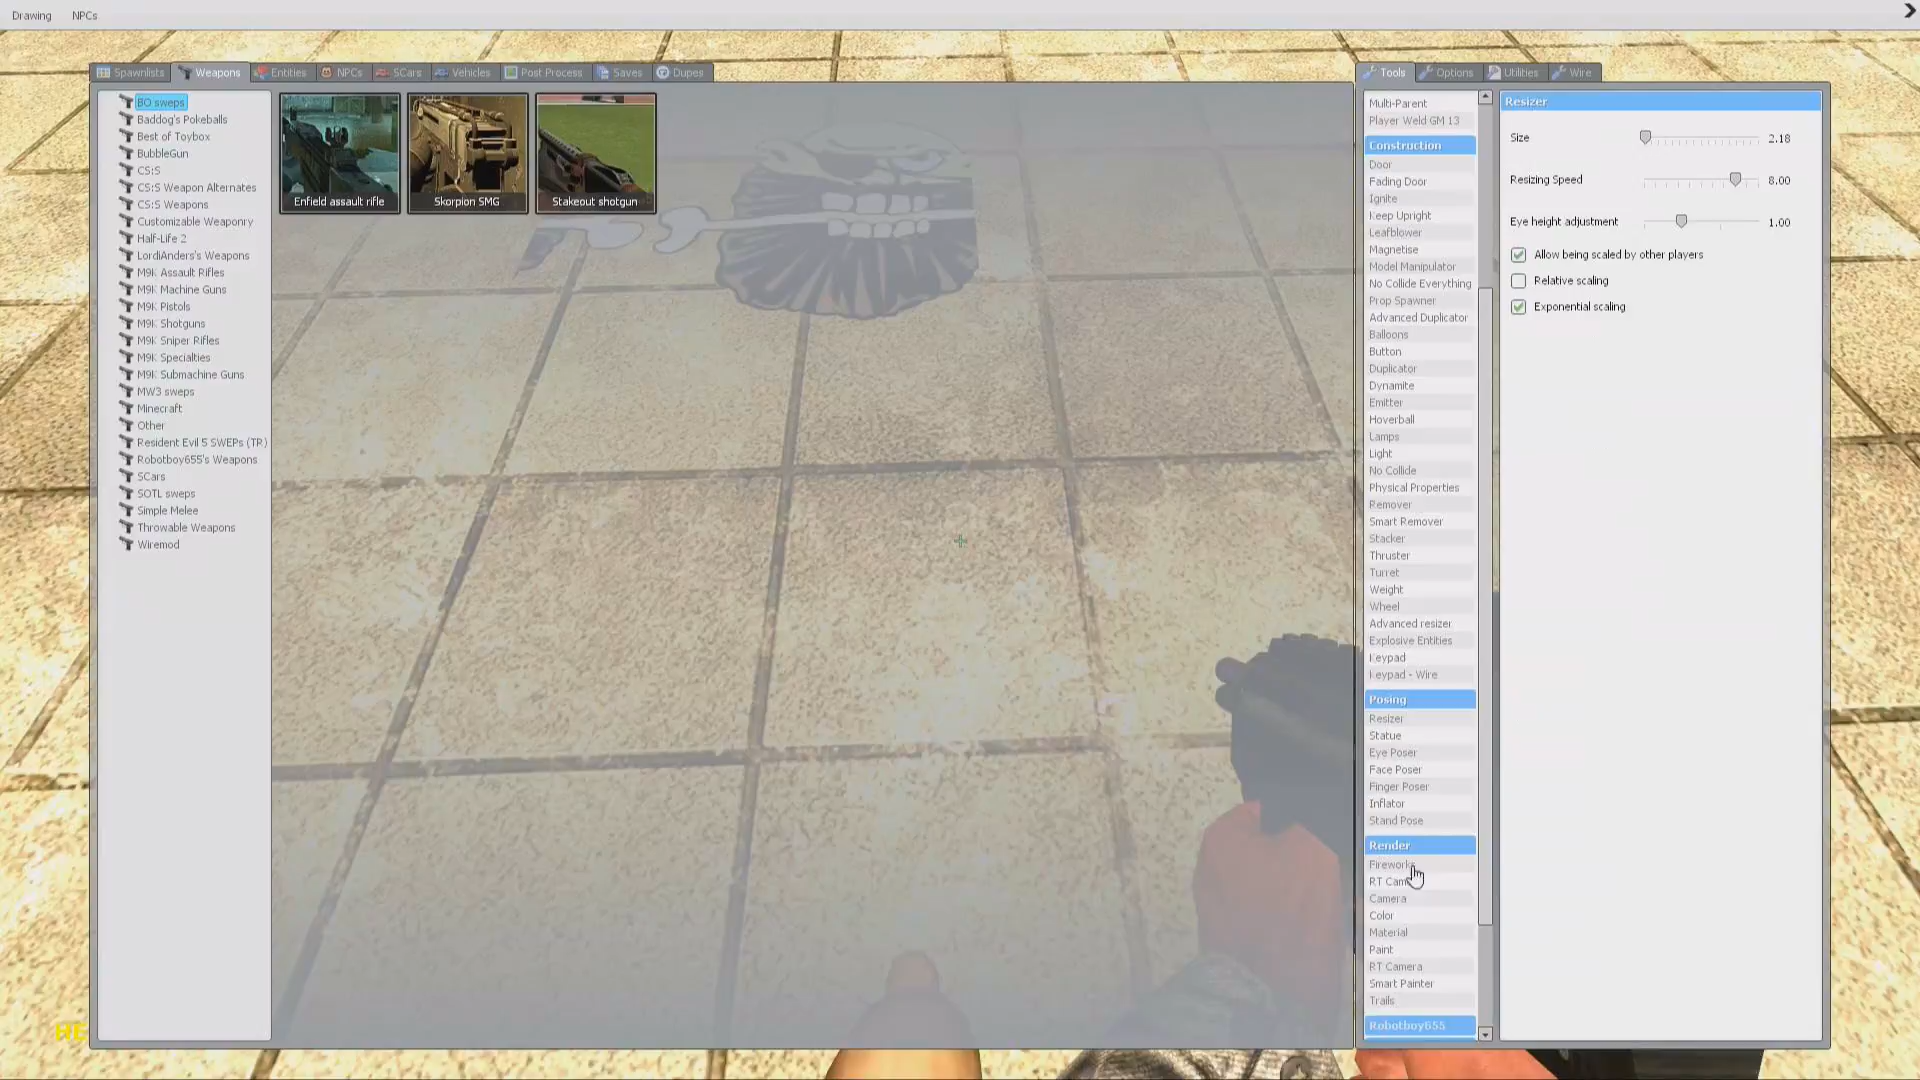 Drawing NPCs
Spawnlists Weapons Entities NPCs SCars Vehicles Post Process Saves Dupes
BO sweps
Baddog's Pokeballs
Best of Toybox
BubbleGun
CS:S
CS:S Weapon Alternates
CS:S Weapons
Customizable Weaponry
Half-Life 2
LordiAnders's Weapons
M9K Assault Rifles
M9K Machine Guns
M9K Pistols
M9K Shotguns
M9K Sniper Rifles
M9K Specialties
M9K Submachine Guns
MW3 sweps
Minecraft
Other
Resident Evil 5 SWEPs (TR)
Robotboy655's Weapons
SCars
SOTL sweps
Simple Melee
Throwable Weapons
Wiremod
Enfield assault rifle
Skorpion SMG
Stakeout shotgun
Tools Options Utilities Wire
Multi-Parent
Player Weld GM 13
Construction
Door
Fading Door
Ignite
Keep Upright
Leafblower
Magnetise
Model Manipulator
No Collide Everything
Prop Spawner
Advanced Duplicator
Balloons
Button
Duplicator
Dynamite
Emitter
Hoverball
Lamps
Light
No Collide
Physical Properties
Remover
Smart Remover
Stacker
Thruster
Turret
Weight
Wheel
Advanced resizer
Explosive Entities
Keypad
Keypad - Wire
Posing
Resizer
Statue
Eye Poser
Face Poser
Finger Poser
Inflator
Stand Pose
Render
Fireworks
RT Cam
Camera
Color
Material
Paint
RT Camera
Smart Painter
Trails
Robotboy655
Resizer
Size 2.18
Resizing Speed 8.00
Eye height adjustment 1.00
Allow being scaled by other players
Relative scaling
Exponential scaling
HE